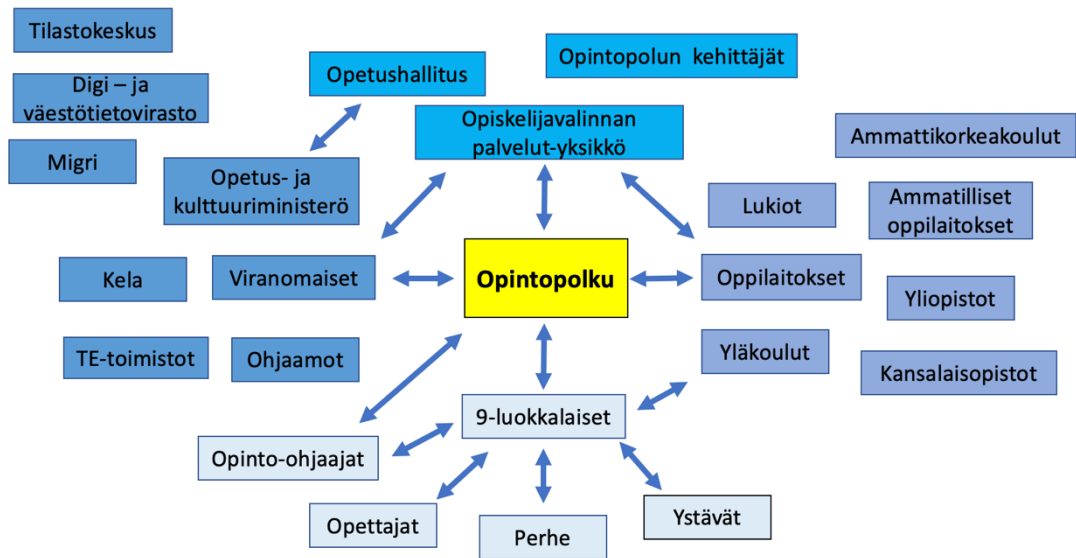 Tilastokeskus
Opetushallitus
Opintopolun kehittäjät
Digi – ja
väestötietovirasto
Opiskelijavalinnan
palvelut-yksikkö
Ammattikorkeakoulut
Migri
Opetus- ja
kulttuuriministerö
Lukiot
Ammatilliset
oppilaitokset
Kela
Viranomaiset
Opintopolku
Oppilaitokset
Yliopistot
TE-toimistot
Ohjaamot
Yläkoulut
Kansalaisopistot
9-luokkalaiset
Opinto-ohjaajat
Opettajat
Perhe
Ystävät